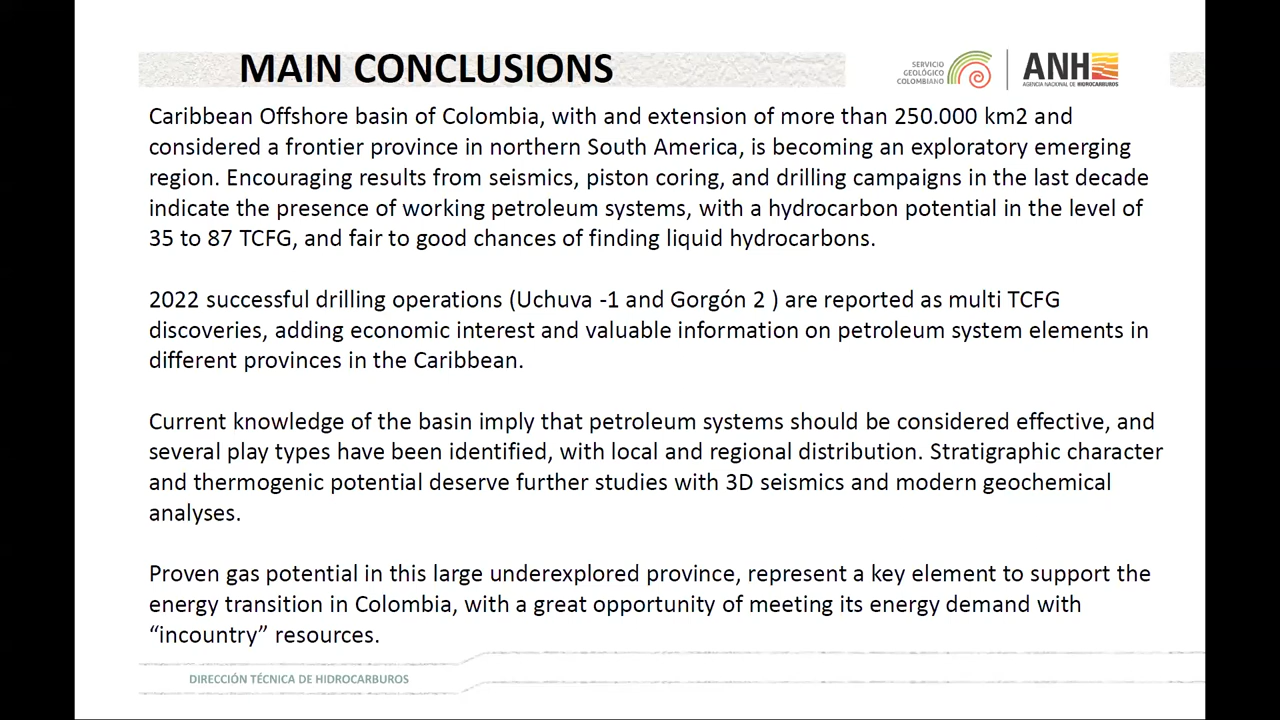 MAIN CONCLUSIONS
SERVICIO
GEOLÓGICO
COLOMBIANO
ANH
AGENCIA NACIONAL DE HIDROCARBUROS
Caribbean Offshore basin of Colombia, with and extension of more than 250.000 km2 and
considered a frontier province in northern South America, is becoming an exploratory emerging
region. Encouraging results from seismics, piston coring, and drilling campaigns in the last decade
indicate the presence of working petroleum systems, with a hydrocarbon potential in the level of
35 to 87 TCFG, and fair to good chances of finding liquid hydrocarbons.
2022 successful drilling operations (Uchuva -1 and Gorgón 2 ) are reported as multi TCFG
discoveries, adding economic interest and valuable information on petroleum system elements in
different provinces in the Caribbean.
Current knowledge of the basin imply that petroleum systems should be considered effective, and
several play types have been identified, with local and regional distribution. Stratigraphic character
and thermogenic potential deserve further studies with 3D seismics and modern geochemical
analyses.
Proven gas potential in this large underexplored province, represent a key element to support the
energy transition in Colombia, with a great opportunity of meeting its energy demand with
“incountry” resources.
DIRECCIÓN TÉCNICA DE HIDROCARBUROS